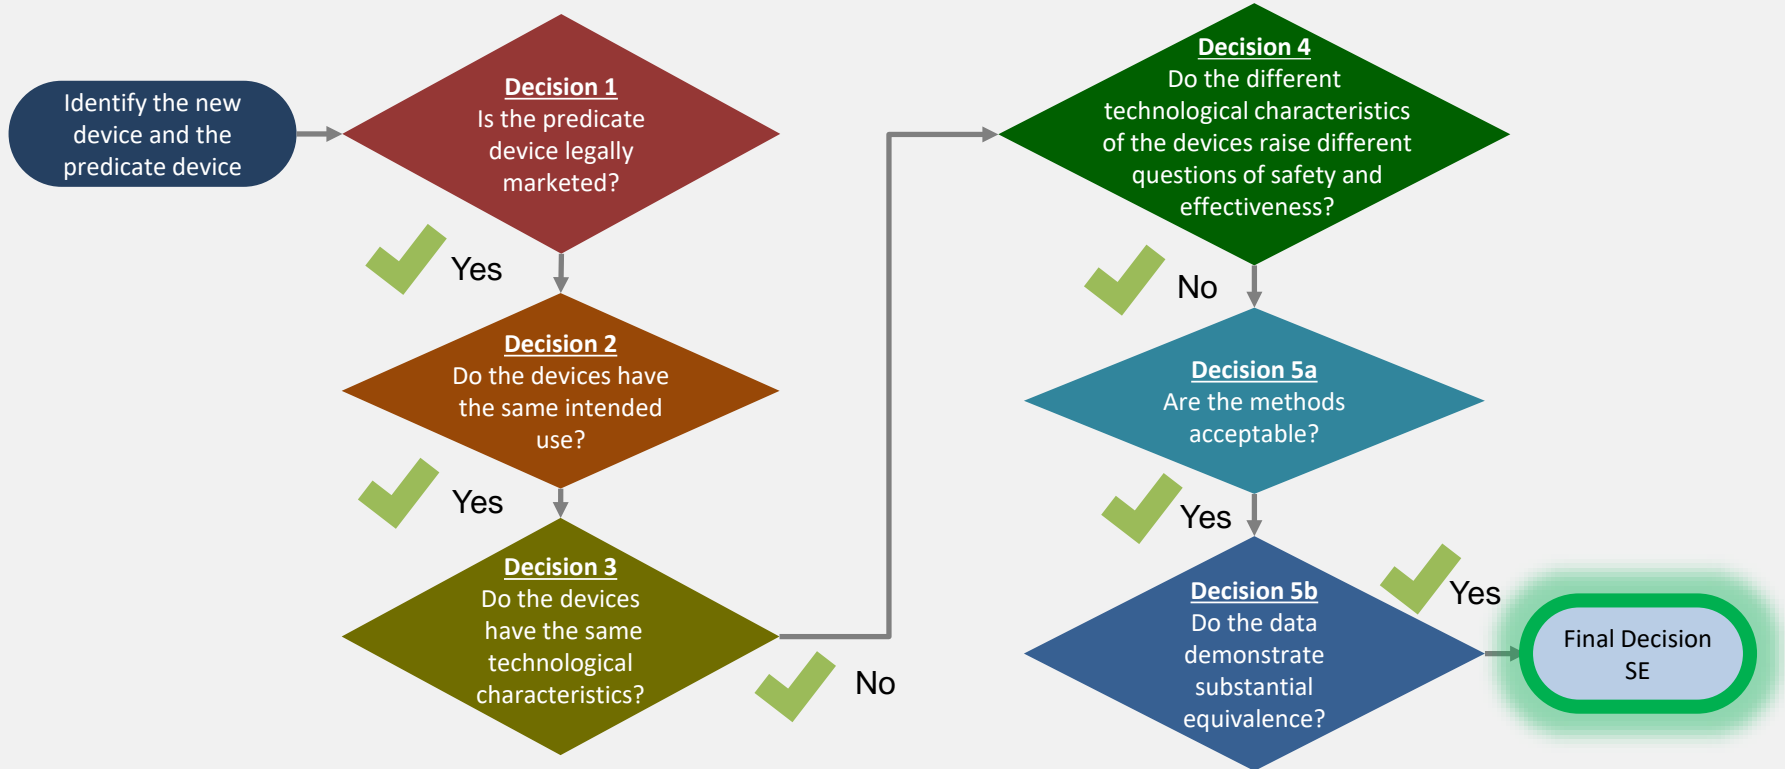 Identify the new
device and the
predicate device
Decision 1
Is the predicate
device legally
marketed?
Yes
Decision 2
Do the devices have
the same intended
use?
Yes
Decision 3
Do the devices
have the same
technological
characteristics?
No
Decision 4
Do the different
technological characteristics
of the devices raise different
questions of safety and
effectiveness?
No
Decision 5a
Are the methods
acceptable?
Yes
Decision 5b
Do the data
demonstrate
substantial
equivalence?
Yes
Final Decision
SE